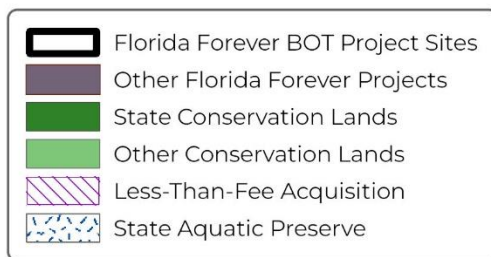 Florida Forever BOT Project Sites
Other Florida Forever Projects
State Conservation Lands
Other Conservation Lands
Less-Than-Fee Acquisition
State Aquatic Preserve